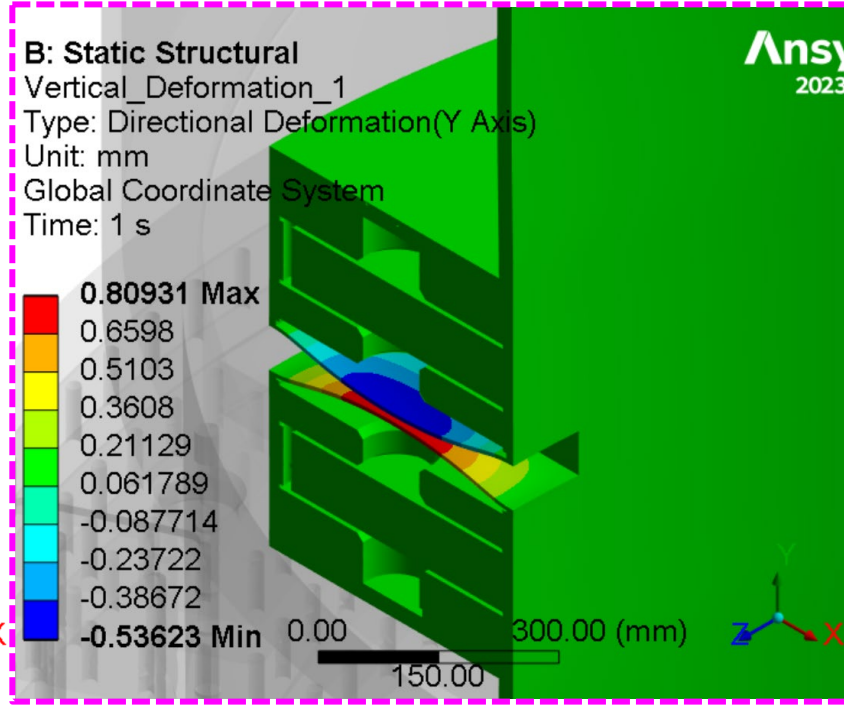 B: Static Structural
Vertical_Deformation_1
Type: Directional Deformation(Y Axis)
Unit: mm
Global Coordinate System
Time: 1 s
Ansy
2023
0.80931 Max
0.6598
0.5103
0.3608
0.21129
0.061789
-0.087714
-0.23722
-0.38672
-0.53623 Min
0.00 300.00 (mm)
150.00
Y
Z X
X